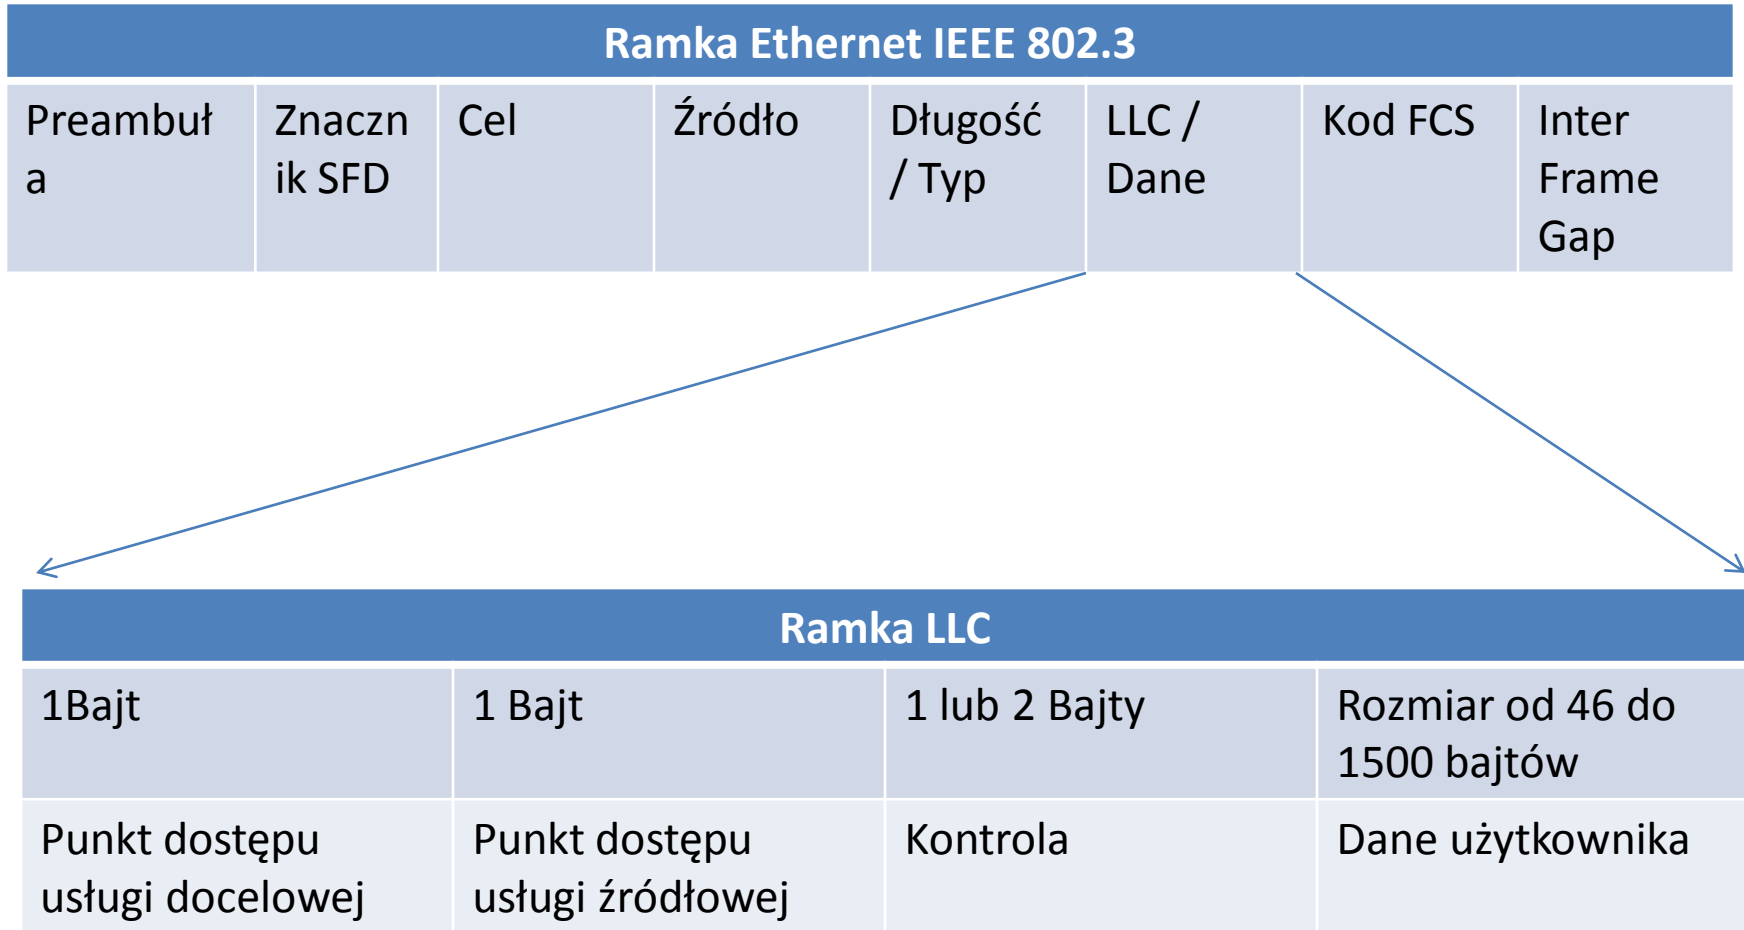 Ramka Ethernet IEEE 802.3
Preambuł
a
Znaczn
ik SFD
Cel
Źródło
Długość
/ Typ
LLC /
Dane
Kod FCS
Inter
Frame
Gap
Ramka LLC
1Bajt
1 Bajt
1 lub 2 Bajty
Rozmiar od 46 do
1500 bajtów
Punkt dostępu
usługi docelowej
Punkt dostępu
usługi źródłowej
Kontrola
Dane użytkownika